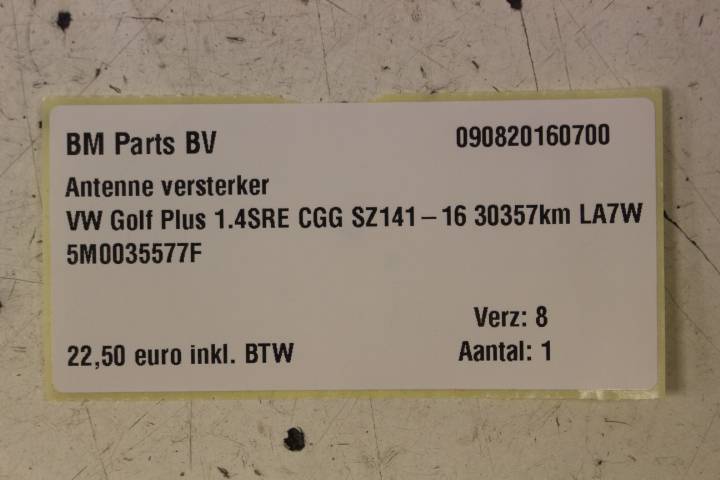 BM Parts BV 090820160700
Antenne versterker
VW Golf Plus 1.4SRE CGG SZ141-16 30357km LA7W
5M0035577F
Verz: 8
22,50 euro inkl. BTW Aantal: 1